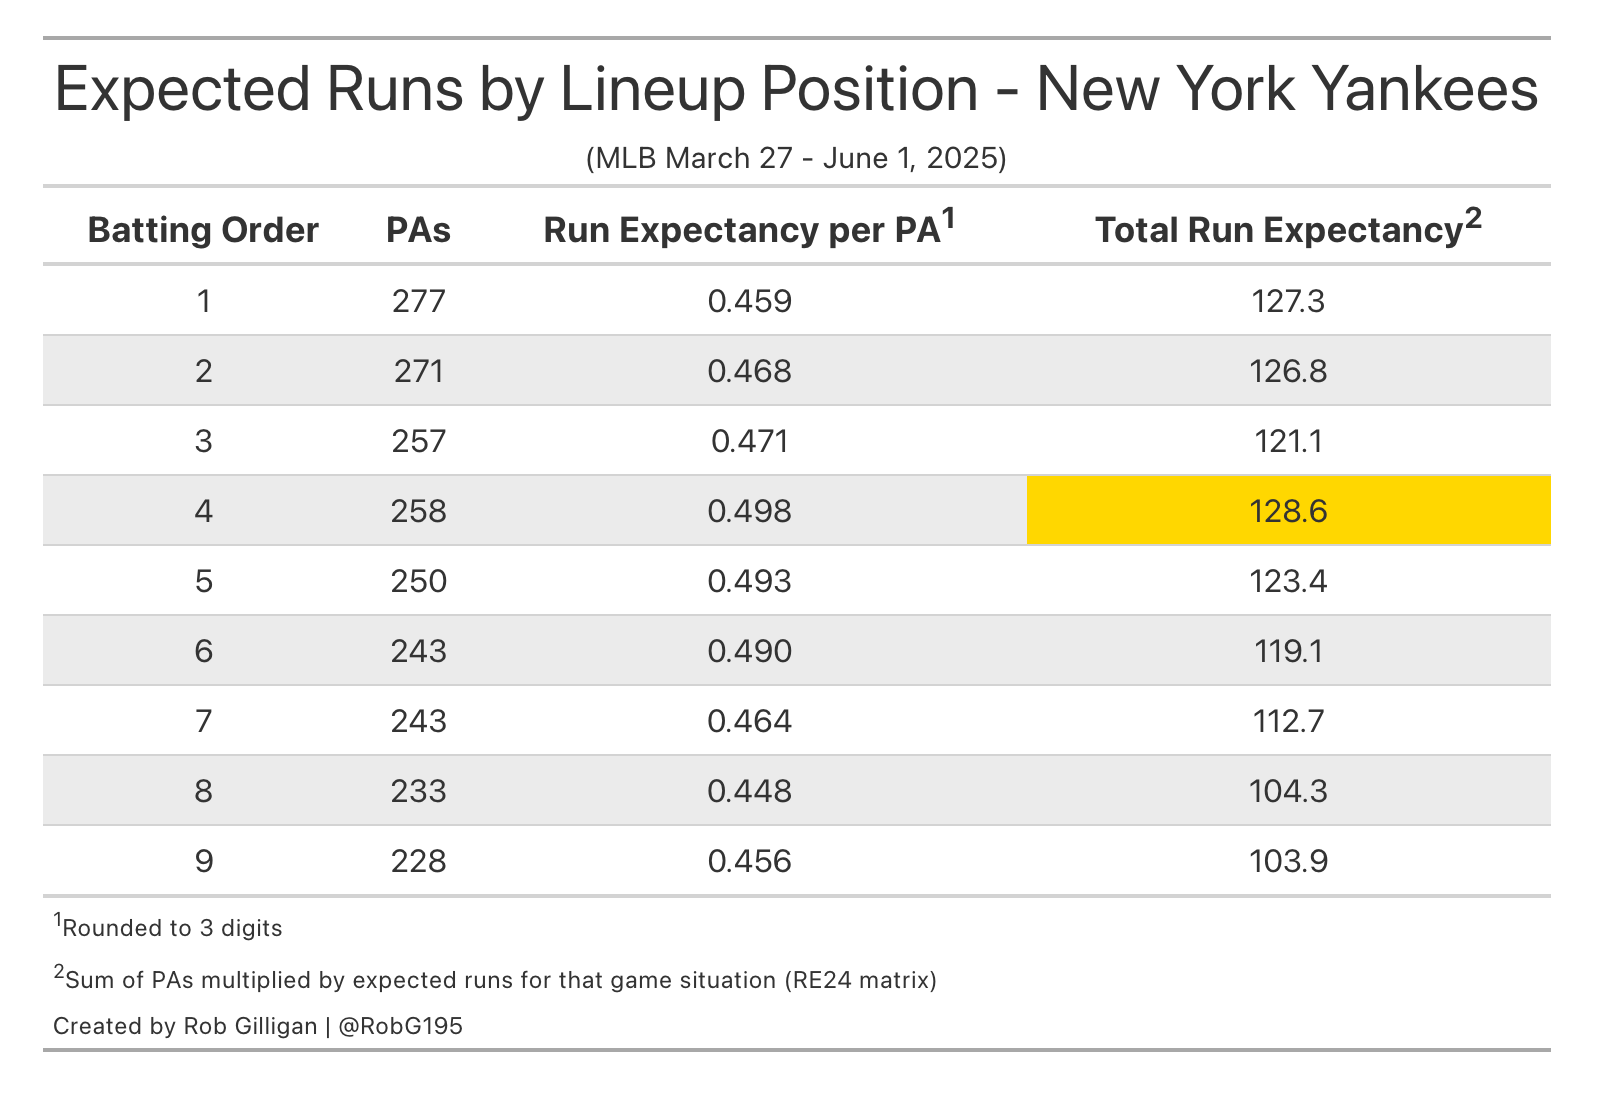 Expected Runs by Lineup Position - New York Yankees
(MLB March 27 - June 1, 2025)
Batting Order PAs Run Expectancy per PA1 Total Run Expectancy2
1 277 0.459 127.3
2 271 0.468 126.8
3 257 0.471 121.1
4 258 0.498 128.6
5 250 0.493 123.4
6 243 0.490 119.1
7 243 0.464 112.7
8 233 0.448 104.3
9 228 0.456 103.9
1Rounded to 3 digits
2Sum of PAs multiplied by expected runs for that game situation (RE24 matrix)
Created by Rob Gilligan | @RobG195